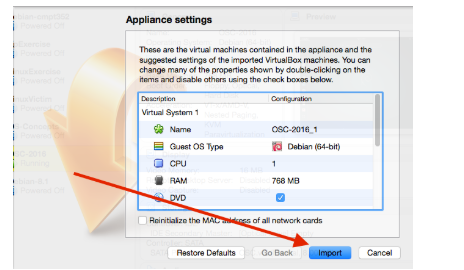 Appliance settings
These are the virtual machines contained in the appliance and the
suggested settings of the imported VirtualBox machines. You can
change many of the properties shown by double-clicking on the
items and disable others using the check boxes below.
Description Configuration
Virtual System 1
Name OSC-2016_1
Guest OS Type Debian (64-bit)
CPU 1
RAM 768 MB
DVD
Reinitialize the MAC address of all network cards
Restore Defaults Go Back Import Cancel